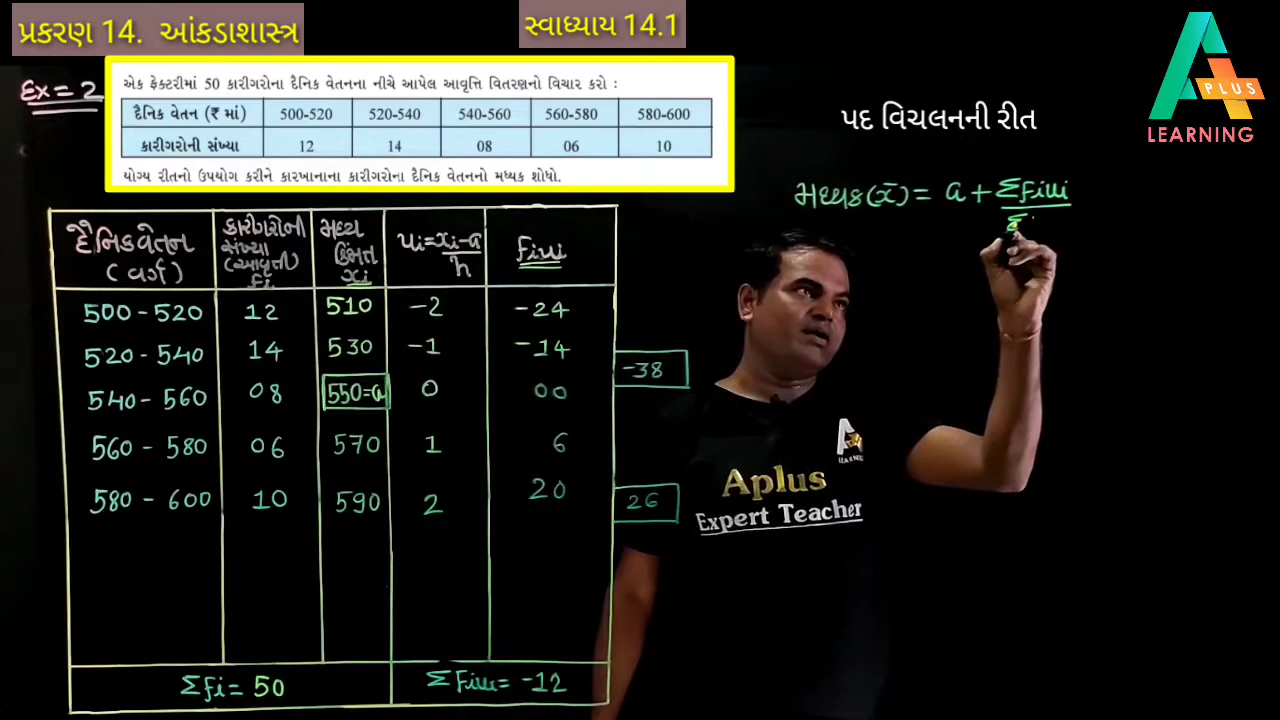 પ્રકરણ 14. આંકડાશાસ્ત્ર
સ્વાધ્યાય 14.1
Ex = 2
એક ફેક્ટરીમાં 50 કારીગરોના દૈનિક વેતનના નીચે આપેલ આવૃત્તિ વિતરણનો વિચાર કરો :
દૈનિક વેતન (₹ માં) 500-520 520-540 540-560 560-580 580-600
કારીગરોની સંખ્યા 12 14 08 06 10
યોગ્ય રીતનો ઉપયોગ કરીને કારખાનાના કારીગરોના દૈનિક વેતનનો મધ્યક શોધો.
A PLUS
LEARNING
પદ વિચલનની રીત
મધ્યક(x̄) = a + Σfiui
Σ
દૈનિક વેતન (વર્ગ) કારીગરોની સંખ્યા (આવૃત્તી) fi મધ્ય કિંમત xi ui = xi-a/h fiui
500-520 12 510 -2 -24
520-540 14 530 -1 -14
-38
540-560 08 550=a 0 00
560-580 06 570 1 6
580-600 10 590 2 20
26
Σfi = 50 Σfiui = -12
A+
LEARNING
Aplus
Expert Teacher